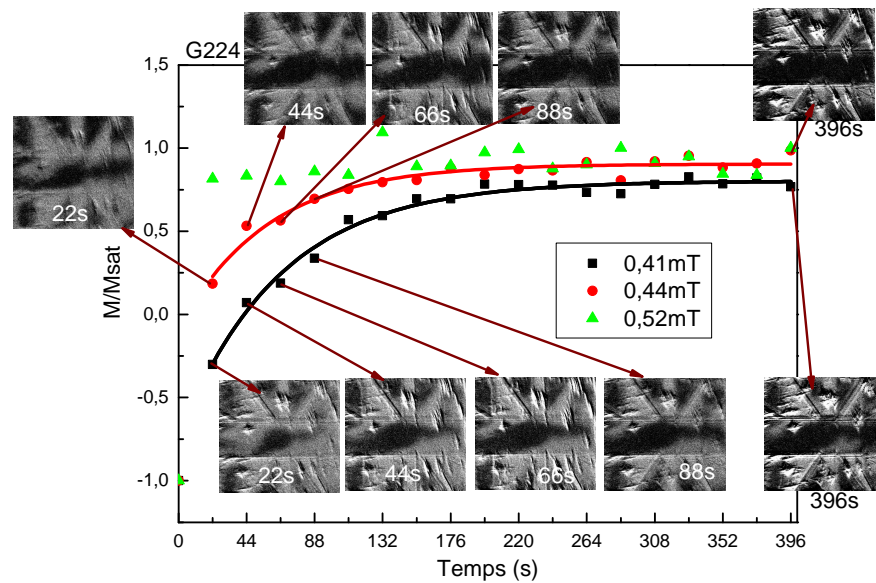 G224
44s
66s
88s
396s
22s
1,5
1,0
0,5
0,0
-0,5
-1,0
M/Msat
0,41mT
0,44mT
0,52mT
22s
44s
66s
88s
396s
0 44 88 132 176 220 264 308 352 396
Temps (s)